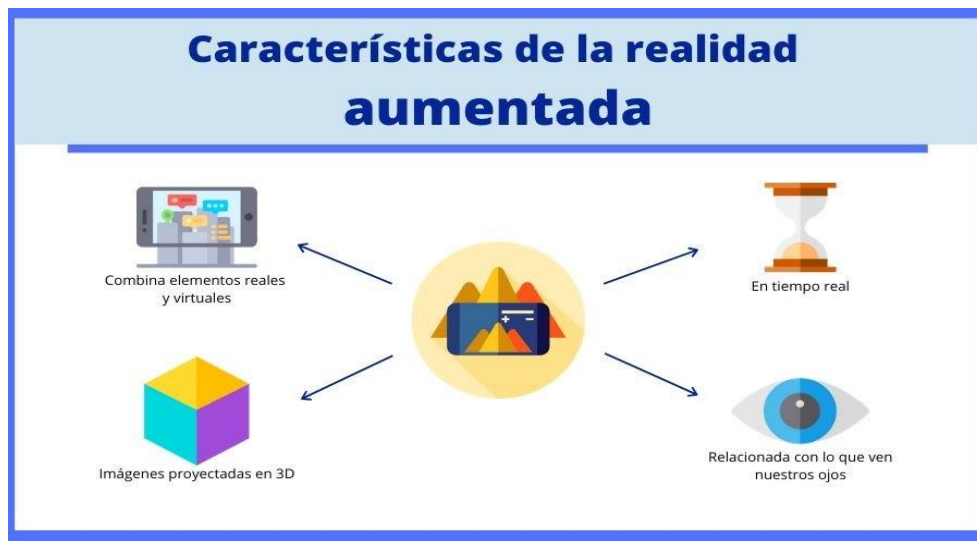 Características de la realidad
aumentada
Combina elementos reales
y virtuales
En tiempo real
Imágenes proyectadas en 3D
Relacionada con lo que ven
nuestros ojos